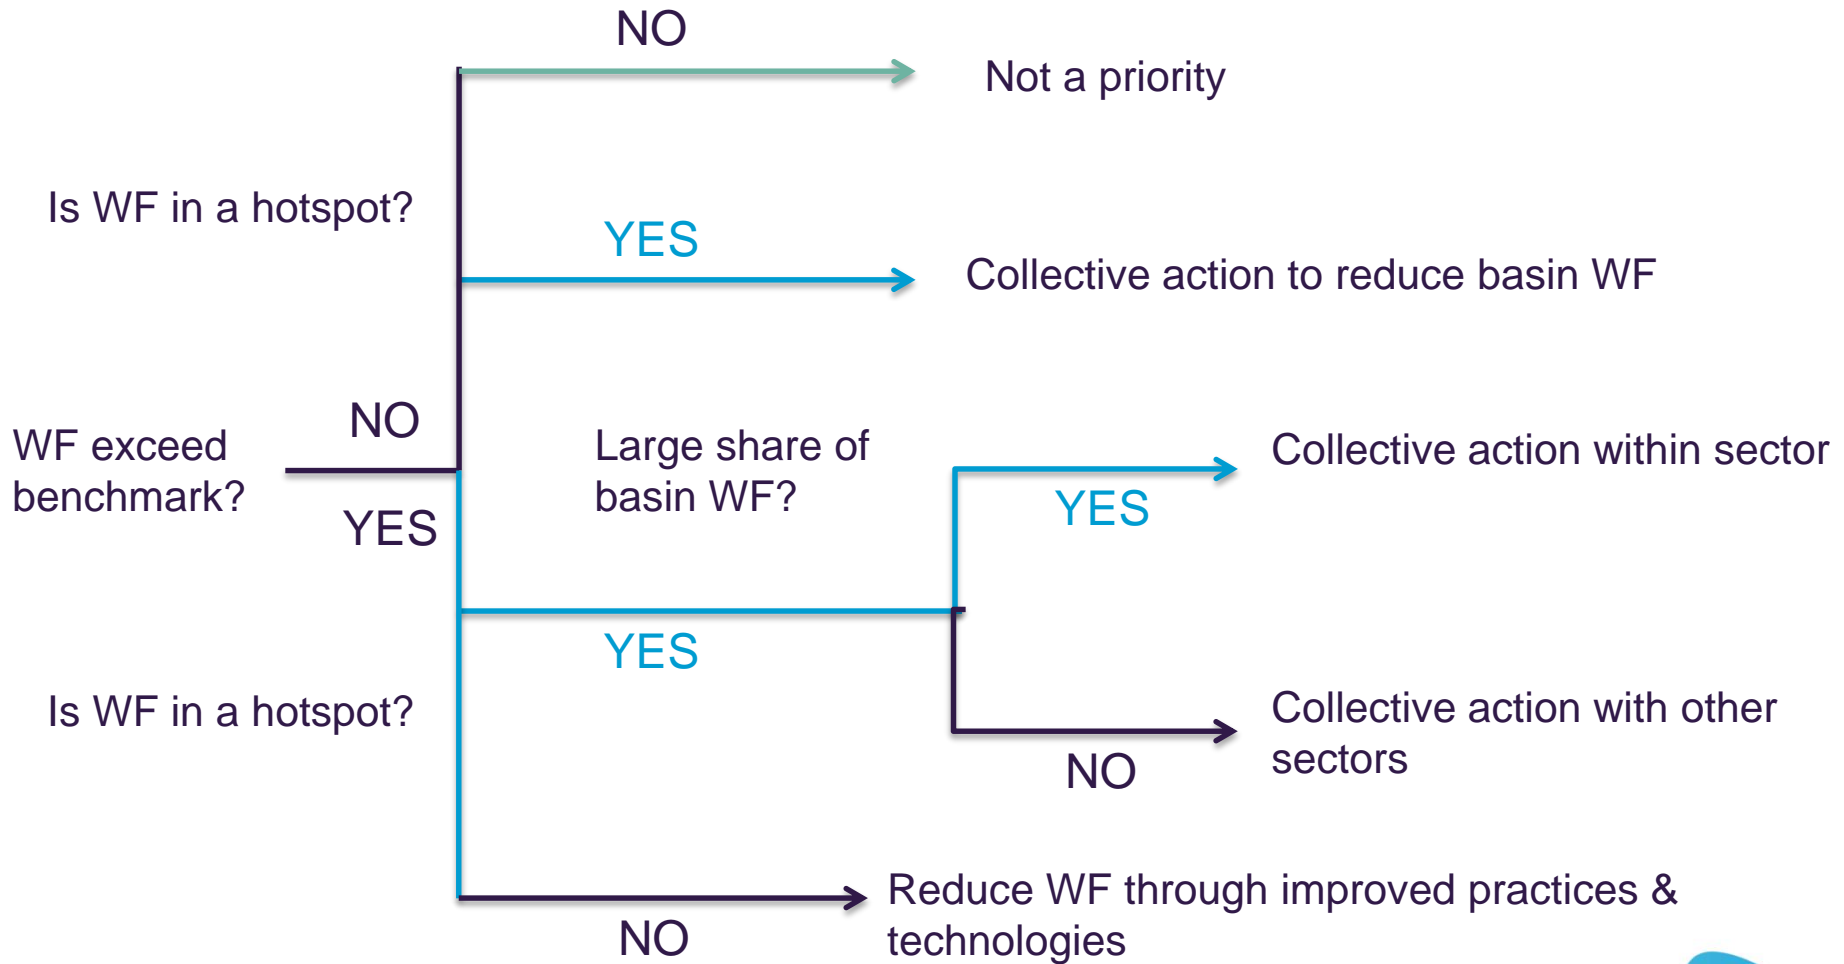 NO
Not a priority
Is WF in a hotspot?
YES
Collective action to reduce basin WF
NO
WF exceed
benchmark?
YES
Large share of
basin WF?
Collective action within sector
YES
YES
Is WF in a hotspot?
Collective action with other
sectors
NO
Reduce WF through improved practices &
technologies
NO